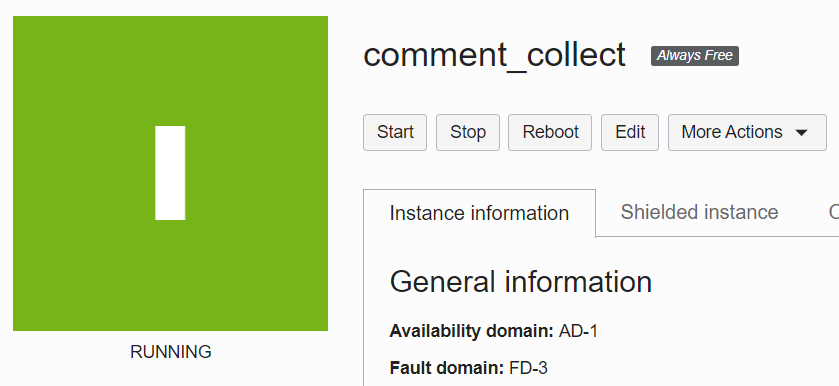 I
comment_collect Always Free
Start Stop Reboot Edit More Actions
Instance information Shielded instance
General information
Availability domain: AD-1
Fault domain: FD-3
RUNNING